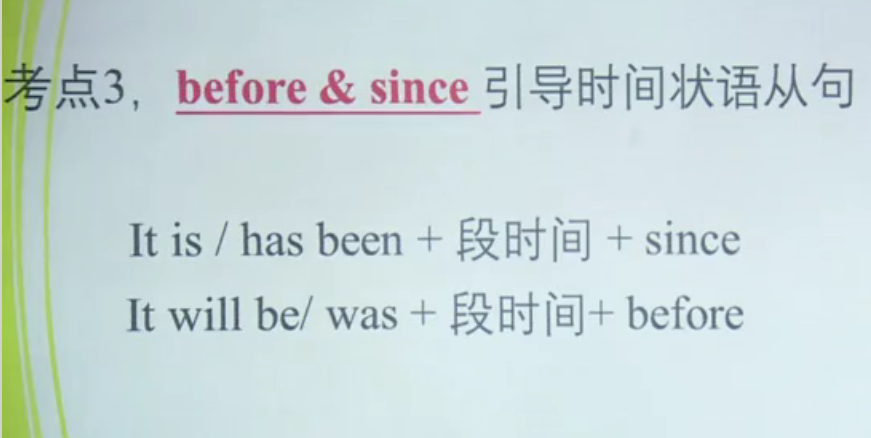 考点3，before & since 引导时间状语从句
It is / has been + 段时间 + since
It will be/ was + 段时间+ before